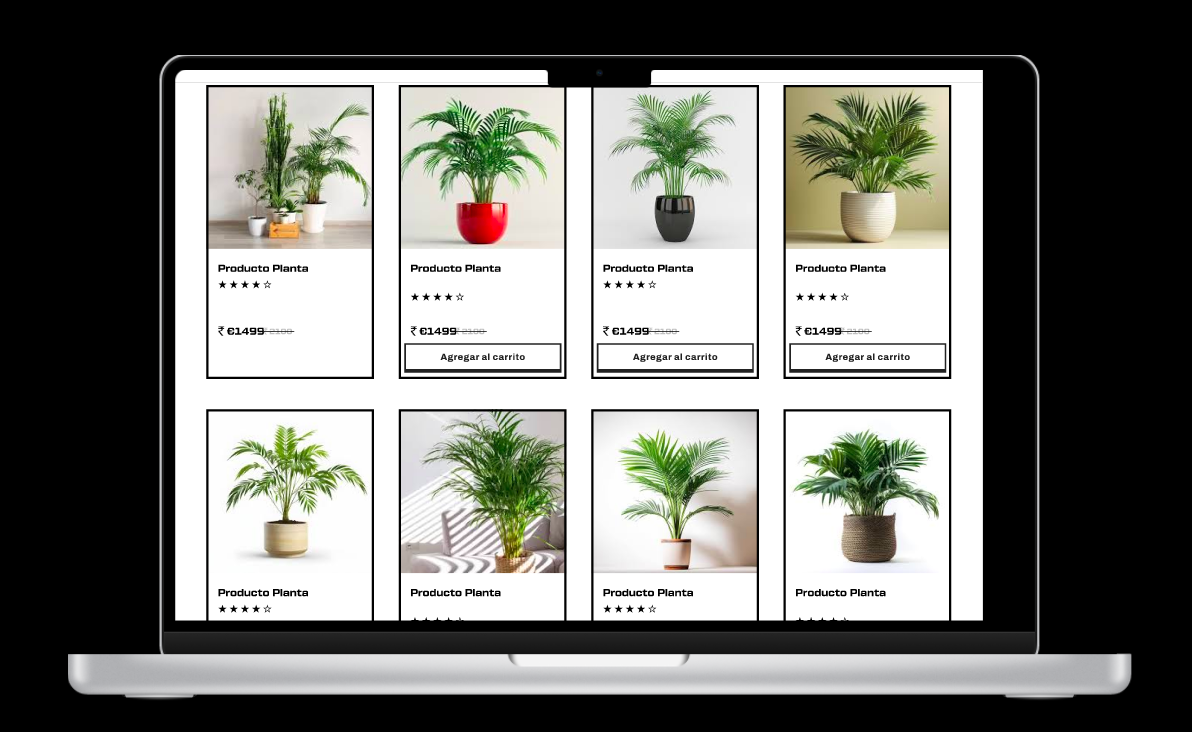 Producto Planta
★★★★☆
₹ €1499 ₹ 2100
Producto Planta
★★★★☆
₹ €1499 ₹ 2100
Agregar al carrito
Producto Planta
★★★★☆
₹ €1499 ₹ 2100
Agregar al carrito
Producto Planta
★★★★☆
₹ €1499 ₹ 2100
Agregar al carrito
Producto Planta
★★★★☆
Producto Planta
★★★★☆
Producto Planta
★★★★☆
Producto Planta
★★★★☆